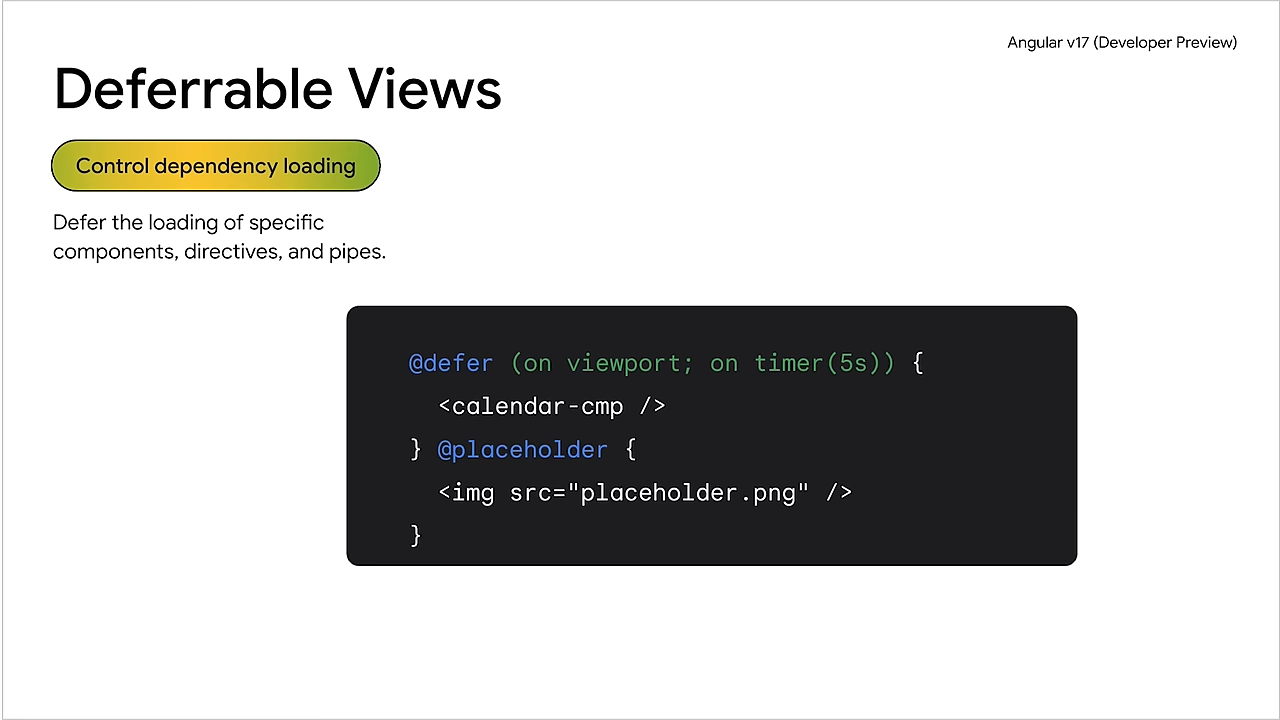 Angular v17 (Developer Preview)
Deferrable Views
Control dependency loading
Defer the loading of specific
components, directives, and pipes.
@defer (on viewport; on timer(5s)) {
  <calendar-cmp />
} @placeholder {
  <img src="placeholder.png" />
}